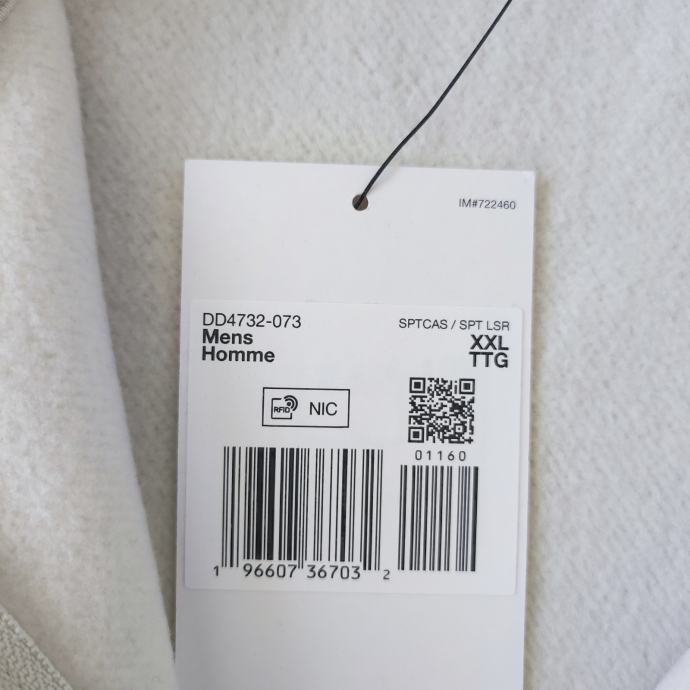 IM#722460
DD4732-073
Mens
Homme
SPTCAS / SPT LSR
XXL
TTG
RFID NIC
01160
1 96607 36703 2